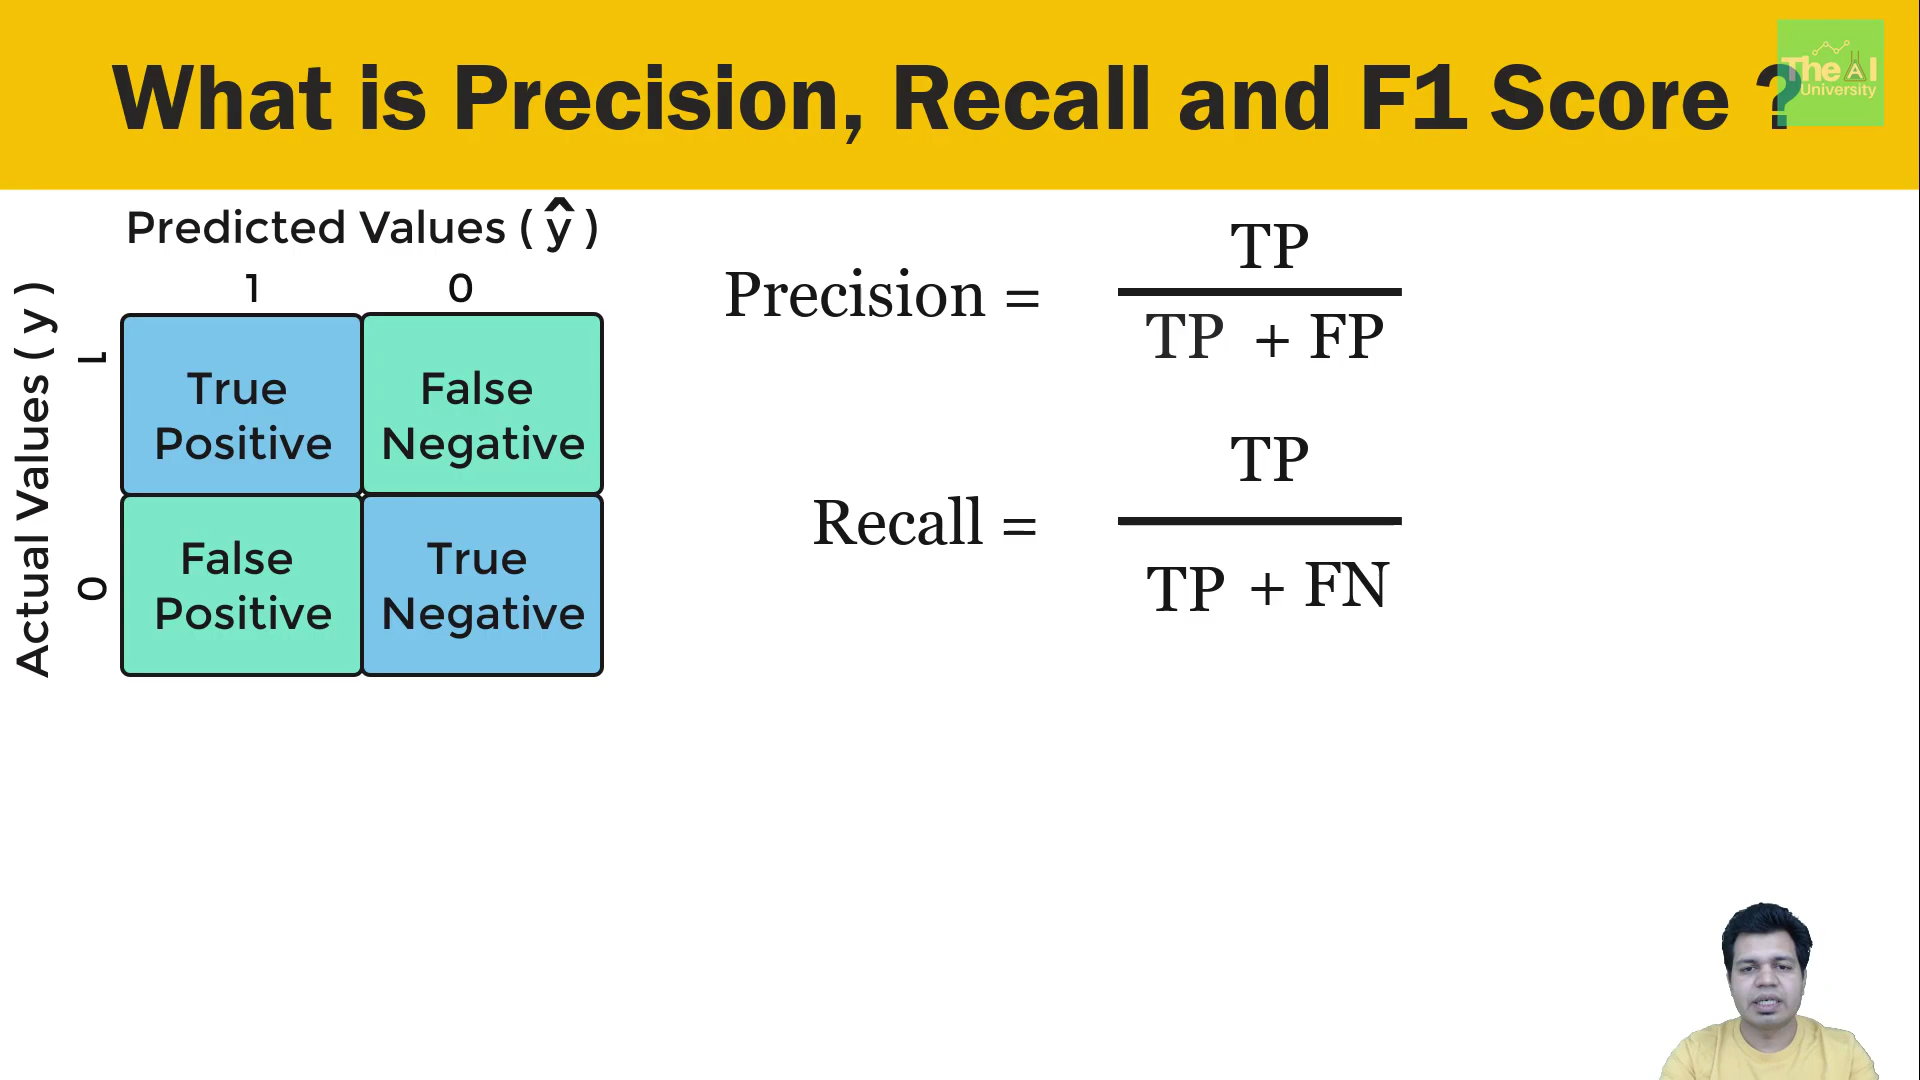 What is Precision, Recall and F1 Score ?
The AI
University
Predicted Values ( ŷ )
1 0
Actual Values ( y )
1
0
True
Positive
False
Negative
False
Positive
True
Negative
Precision =
TP
TP + FP
Recall =
TP
TP + FN